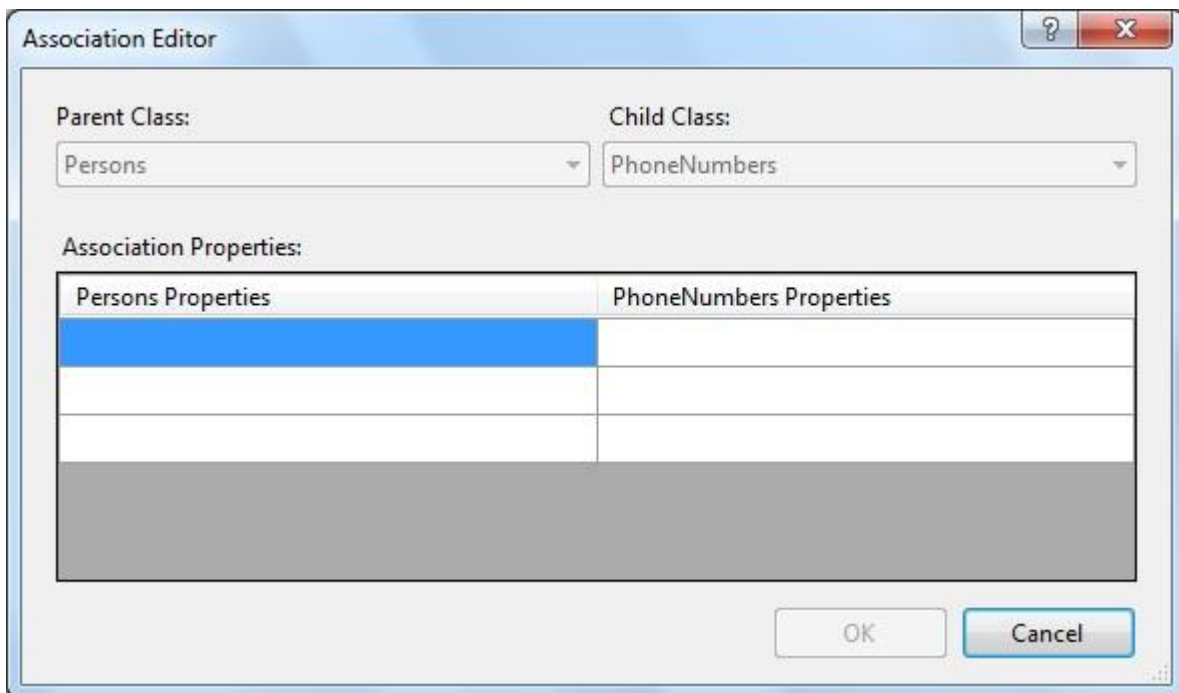 Association Editor
Parent Class: Child Class:
Persons PhoneNumbers
Association Properties:
Persons Properties PhoneNumbers Properties
OK Cancel